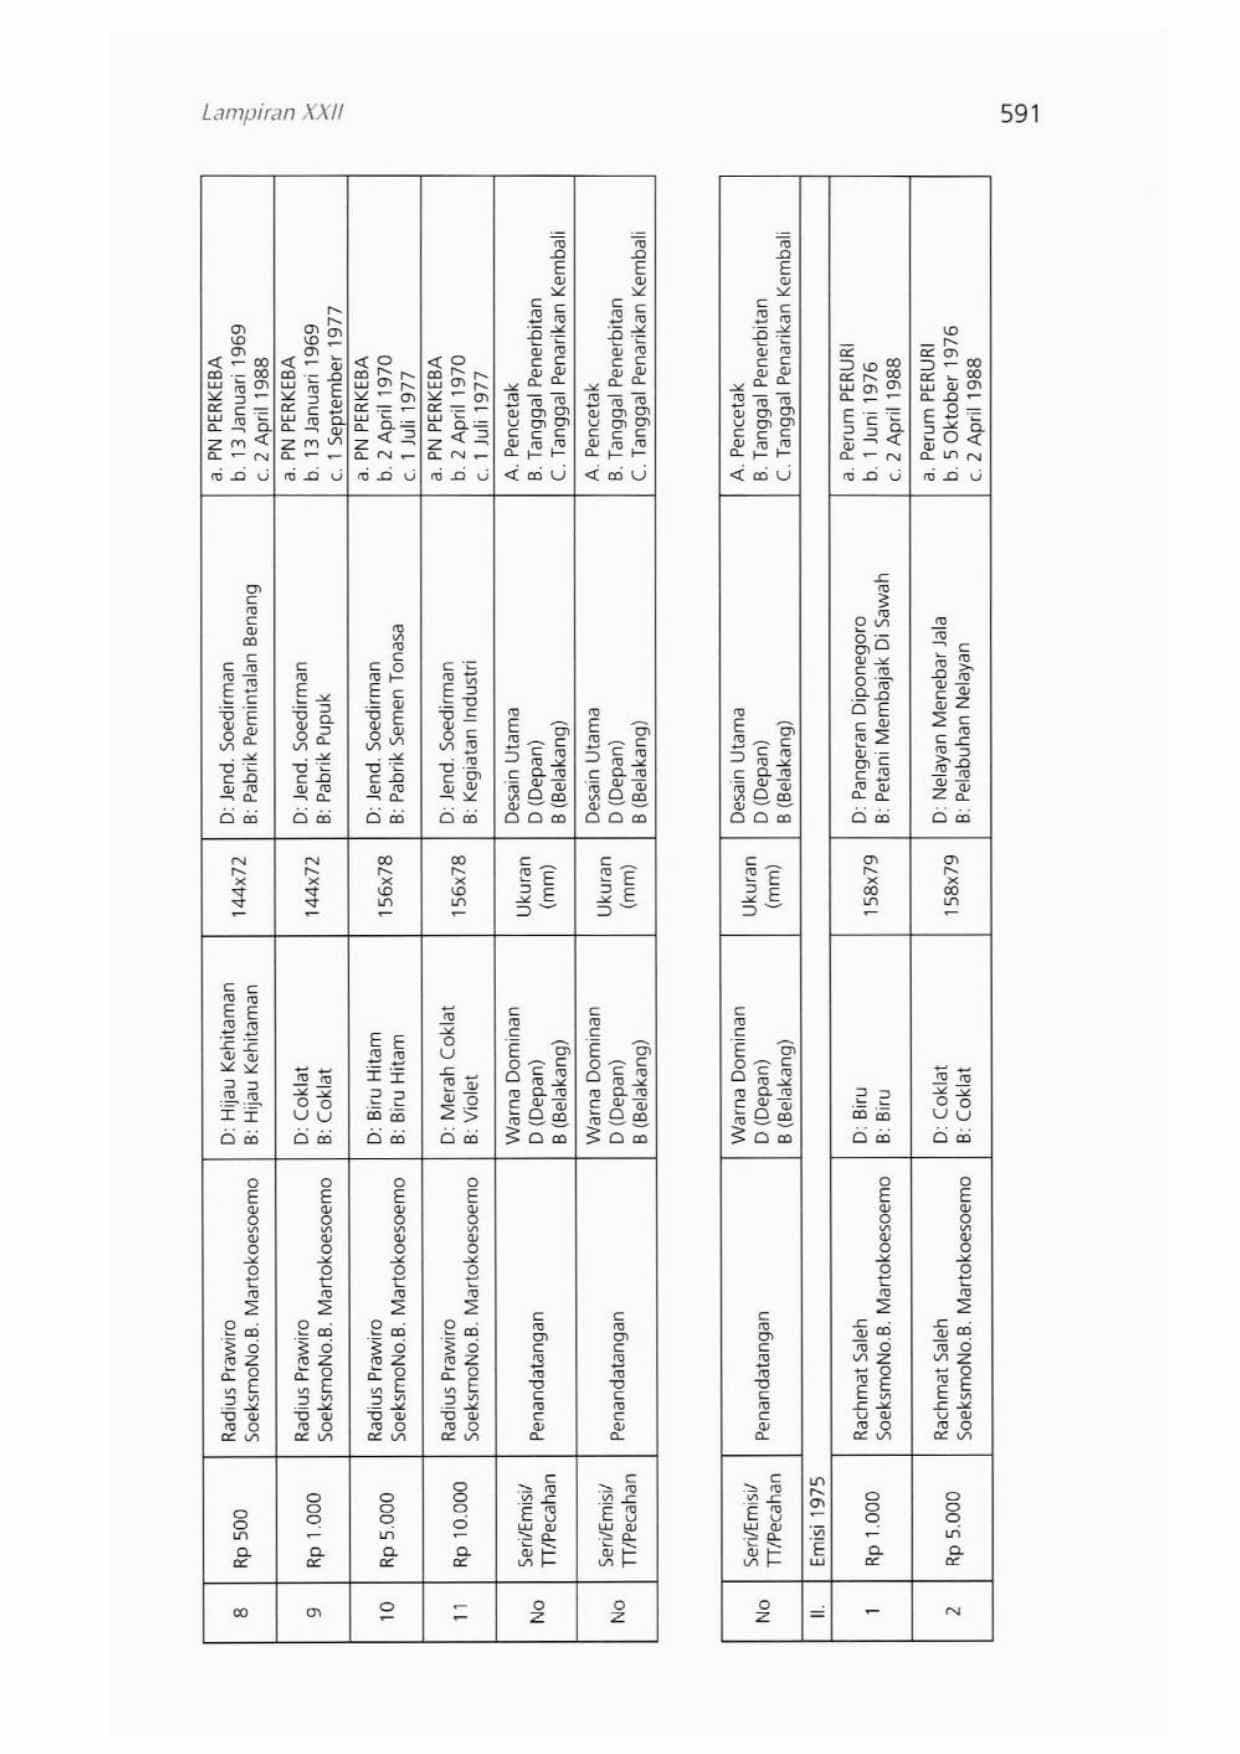 Lampiran XXII
591
8
Rp 500
Radius Prawiro
SoeksmoNo.B. Martokoesoemo
D: Hijau Kehitaman
B: Hijau Kehitaman
144x72
D: Jend. Soedirman
B: Pabrik Pemintalan Benang
a. PN PERKEBA
b. 13 Januari 1969
c. 2 April 1988
9
Rp 1.000
Radius Prawiro
SoeksmoNo.B. Martokoesoemo
D: Coklat
B: Coklat
144x72
D: Jend. Soedirman
B: Pabrik Pupuk
a. PN PERKEBA
b. 13 Januari 1969
c. 1 September 1977
10
Rp 5.000
Radius Prawiro
SoeksmoNo.B. Martokoesoemo
D: Biru Hitam
B: Biru Hitam
156x78
D: Jend. Soedirman
B: Pabrik Semen Tonasa
a. PN PERKEBA
b. 2 April 1970
c. 1 Juli 1977
11
Rp 10.000
Radius Prawiro
SoeksmoNo.B. Martokoesoemo
D: Merah Coklat
B: Violet
156x78
D: Jend. Soedirman
B: Kegiatan Industri
a. PN PERKEBA
b. 2 April 1970
c. 1 Juli 1977
No
Seri/Emisi/
TT/Pecahan
Penandatangan
Warna Dominan
D (Depan)
B (Belakang)
Ukuran
(mm)
Desain Utama
D (Depan)
B (Belakang)
A. Pencetak
B. Tanggal Penerbitan
C. Tanggal Penarikan Kembali
No
Seri/Emisi/
TT/Pecahan
Penandatangan
Warna Dominan
D (Depan)
B (Belakang)
Ukuran
(mm)
Desain Utama
D (Depan)
B (Belakang)
A. Pencetak
B. Tanggal Penerbitan
C. Tanggal Penarikan Kembali
No
Seri/Emisi/
TT/Pecahan
Penandatangan
Warna Dominan
D (Depan)
B (Belakang)
Ukuran
(mm)
Desain Utama
D (Depan)
B (Belakang)
A. Pencetak
B. Tanggal Penerbitan
C. Tanggal Penarikan Kembali
II.
Emisi 1975
1
Rp 1.000
Rachmat Saleh
SoeksmoNo.B. Martokoesoemo
D: Biru
B: Biru
158x79
D: Pangeran Diponegoro
B: Petani Membajak Di Sawah
a. Perum PERURI
b. 1 Juni 1976
c. 2 April 1988
2
Rp 5.000
Rachmat Saleh
SoeksmoNo.B. Martokoesoemo
D: Coklat
B: Coklat
158x79
D: Nelayan Menebar Jala
B: Pelabuhan Nelayan
a. Perum PERURI
b. 5 Oktober 1976
c. 2 April 1988